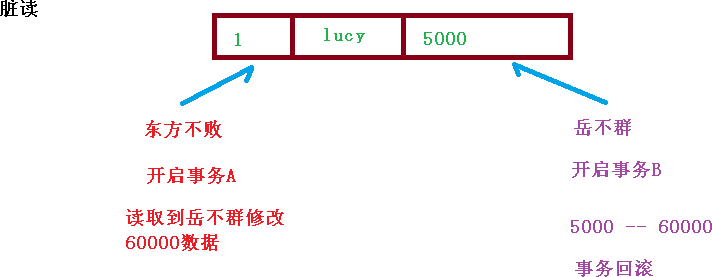 脏读
1 lucy 5000
东方不败
开启事务A
读取到岳不群修改
60000数据
岳不群
开启事务B
5000 -- 60000
事务回滚